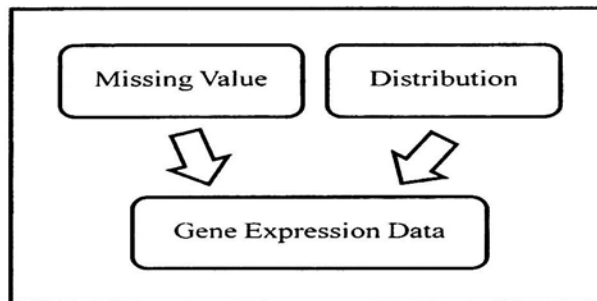 Missing Value
Distribution
Gene Expression Data